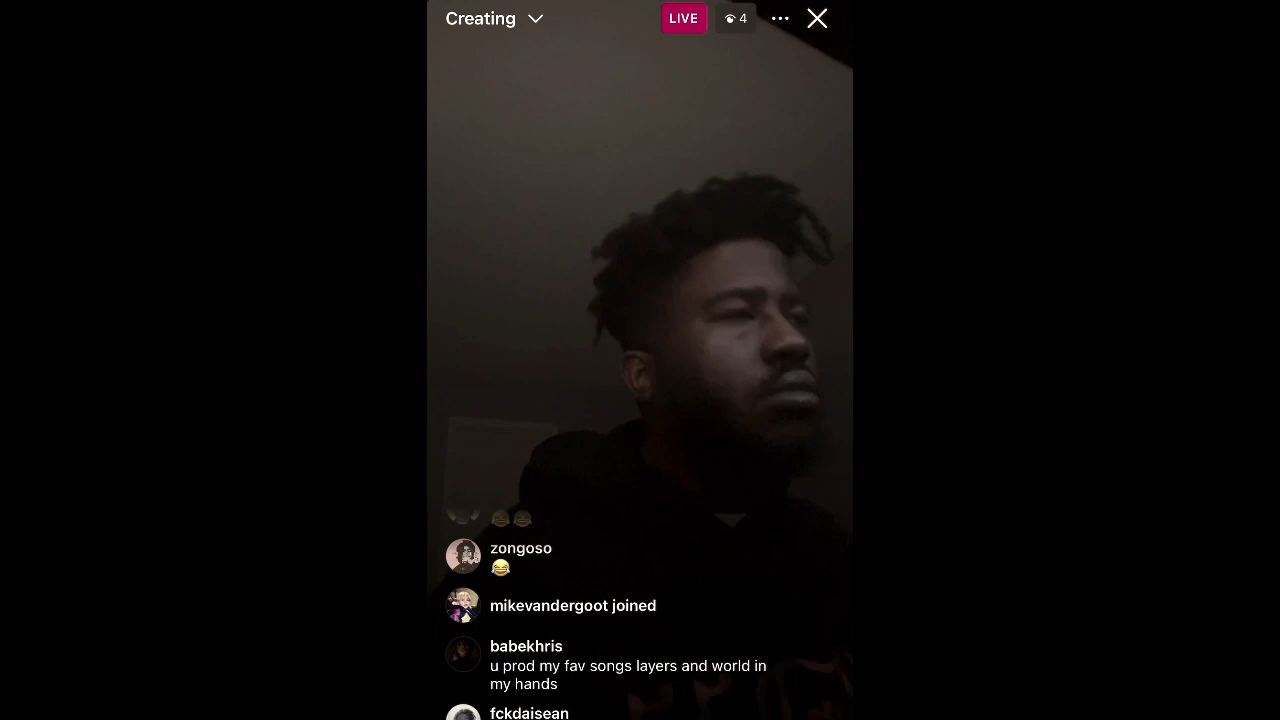 Creating
LIVE
4
😂😂
zongoso
😂
mikevandergoot joined
babekhris
u prod my fav songs layers and world in
my hands
fckdaisean